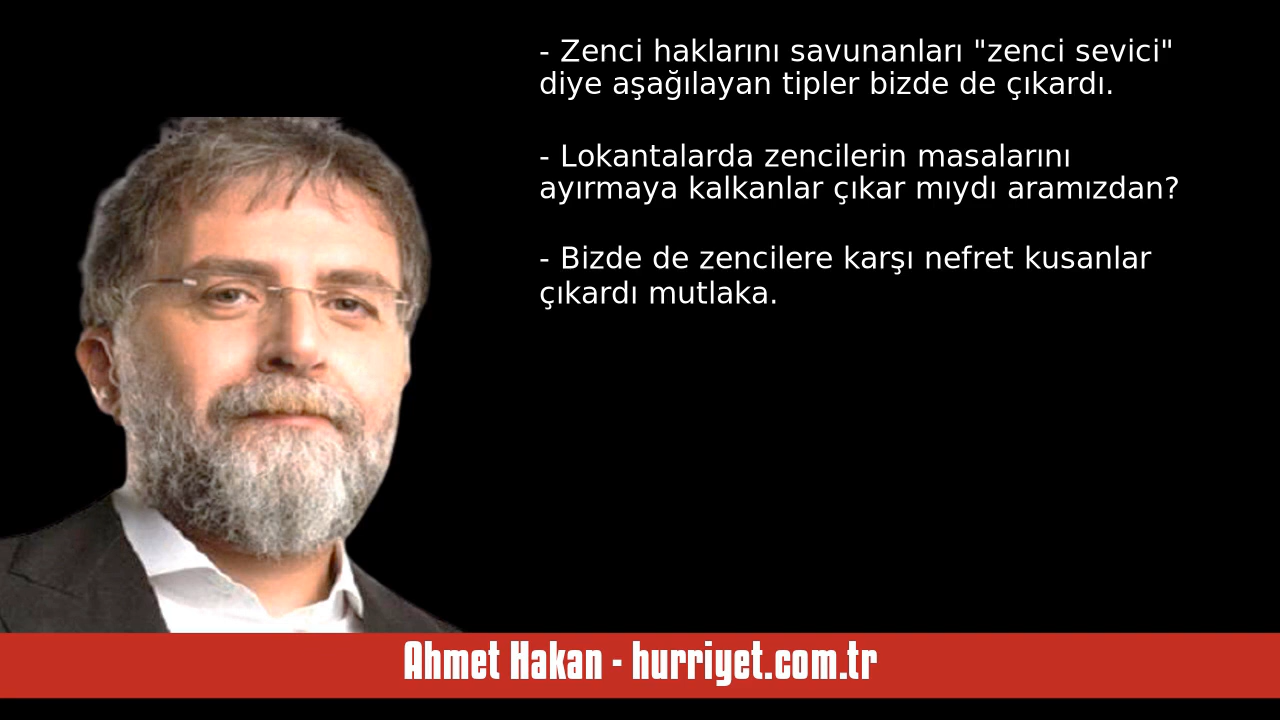 - Zenci haklarını savunanları "zenci sevici"
diye aşağılayan tipler bizde de çıkardı.
- Lokantalarda zencilerin masalarını
ayırmaya kalkanlar çıkar mıydı aramızdan?
- Bizde de zencilere karşı nefret kusanlar
çıkardı mutlaka.
Ahmet Hakan - hurriyet.com.tr